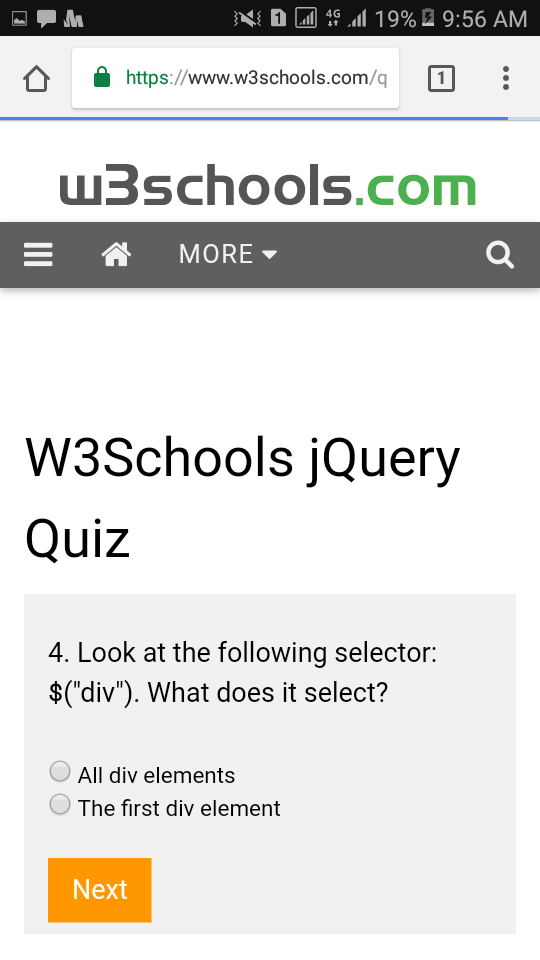 4G 19% 9:56 AM
https://www.w3schools.com/q
1
w3schools.com
MORE
W3Schools jQuery
Quiz
4. Look at the following selector:
$("div"). What does it select?
All div elements
The first div element
Next